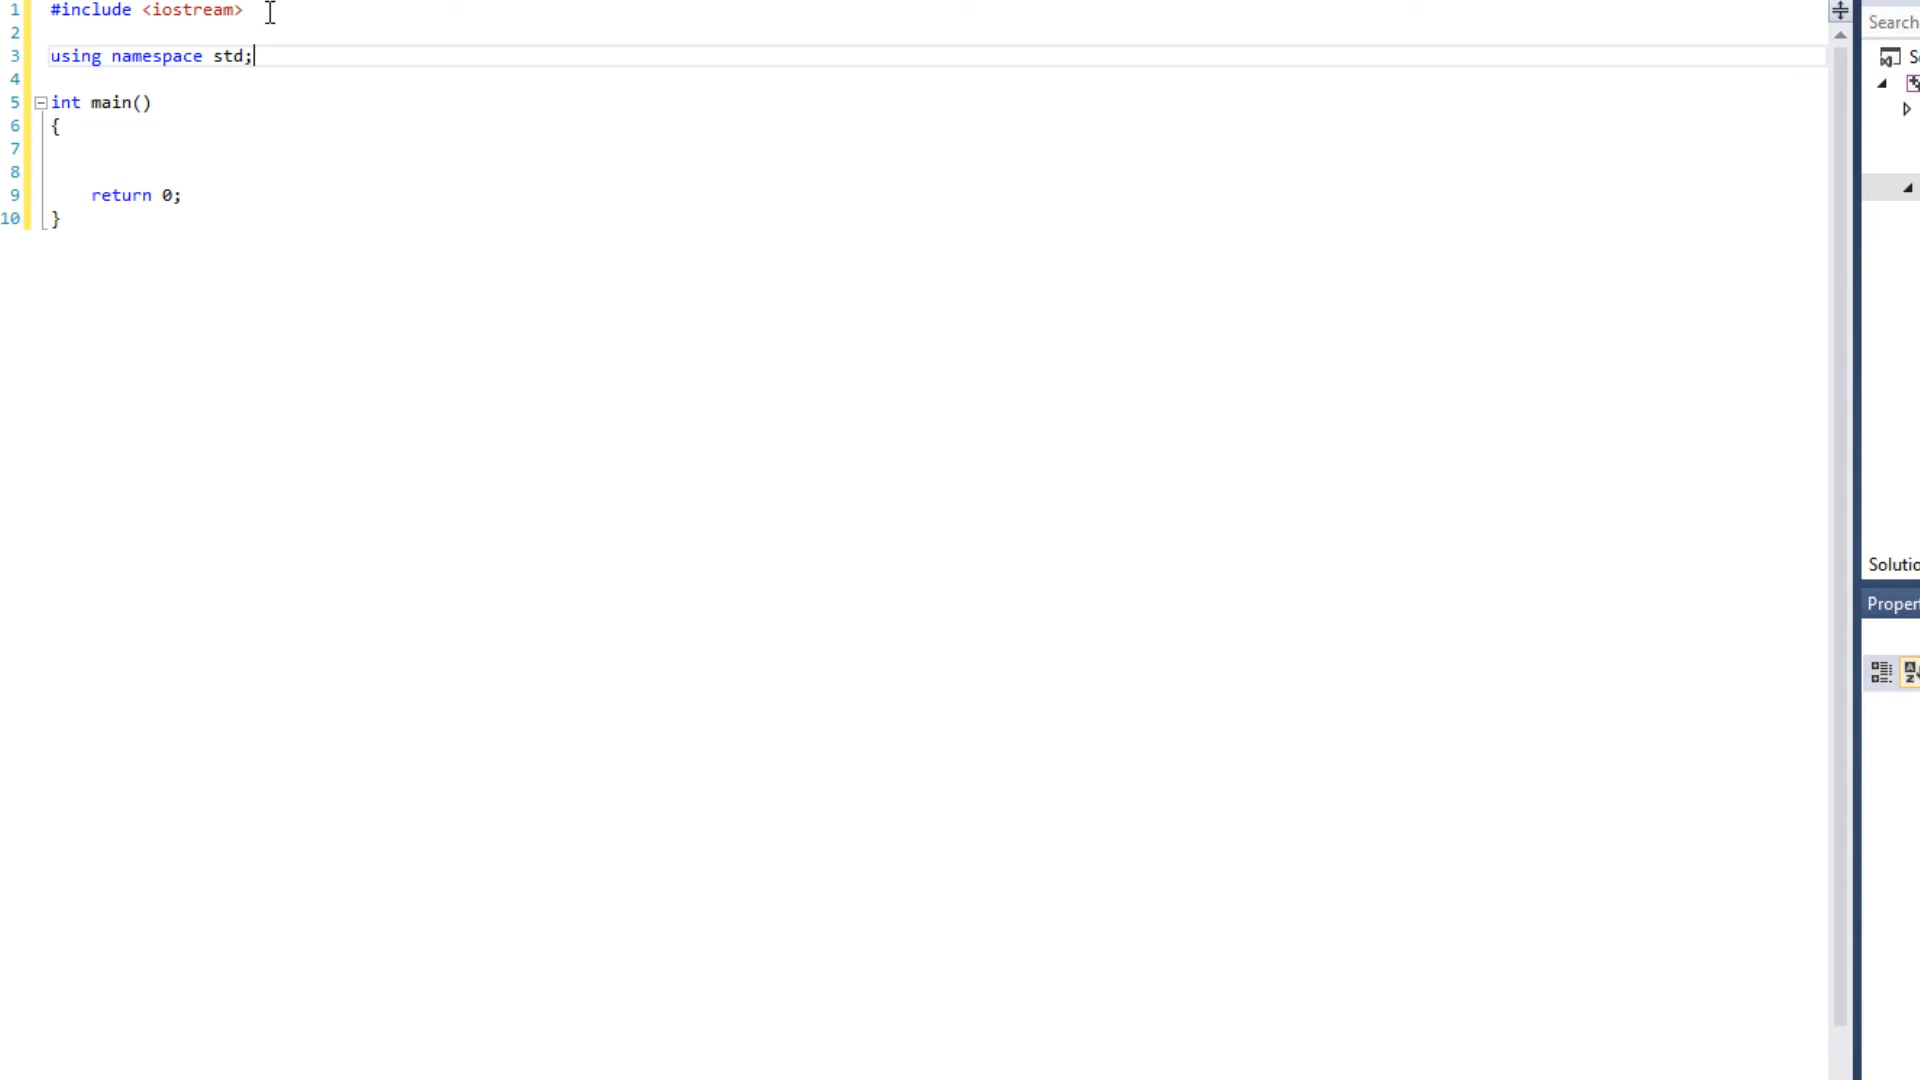 1 #include <iostream>
2
3 using namespace std;
4
5 int main()
6 {
7
8
9 return 0;
10 }
Search
Solutio
Proper